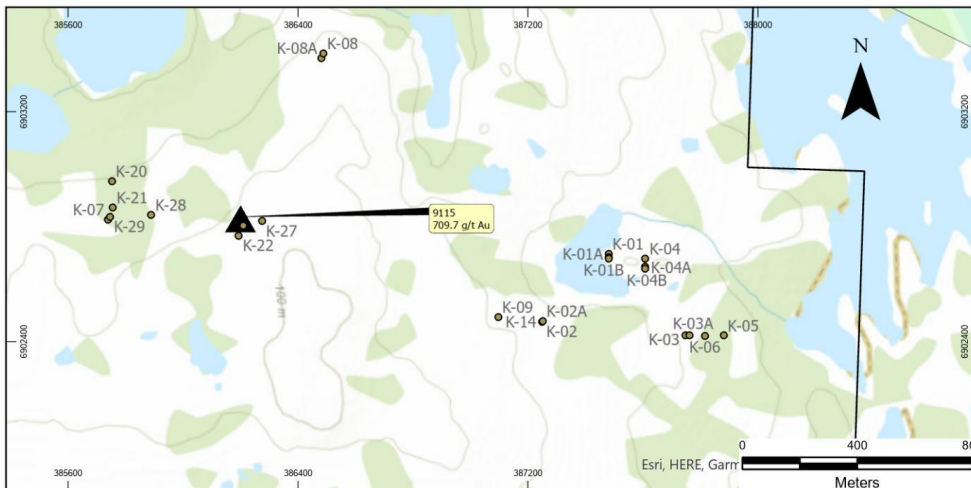 385600
386400
387200
388000
K-08A K-08
N
6903200
6903200
K-20
K-21
K-07
K-28
K-29
K-27
K-22
9115
709.7 g/t Au
K-01
K-04
K-01A
K-01B
K-04A
K-04B
100 m
K-09
K-02A
K-14
K-02
K-03A
K-05
K-03
K-06
6902400
6902400
0 400 80
Esri, HERE, Garm
Meters
385600
386400
387200